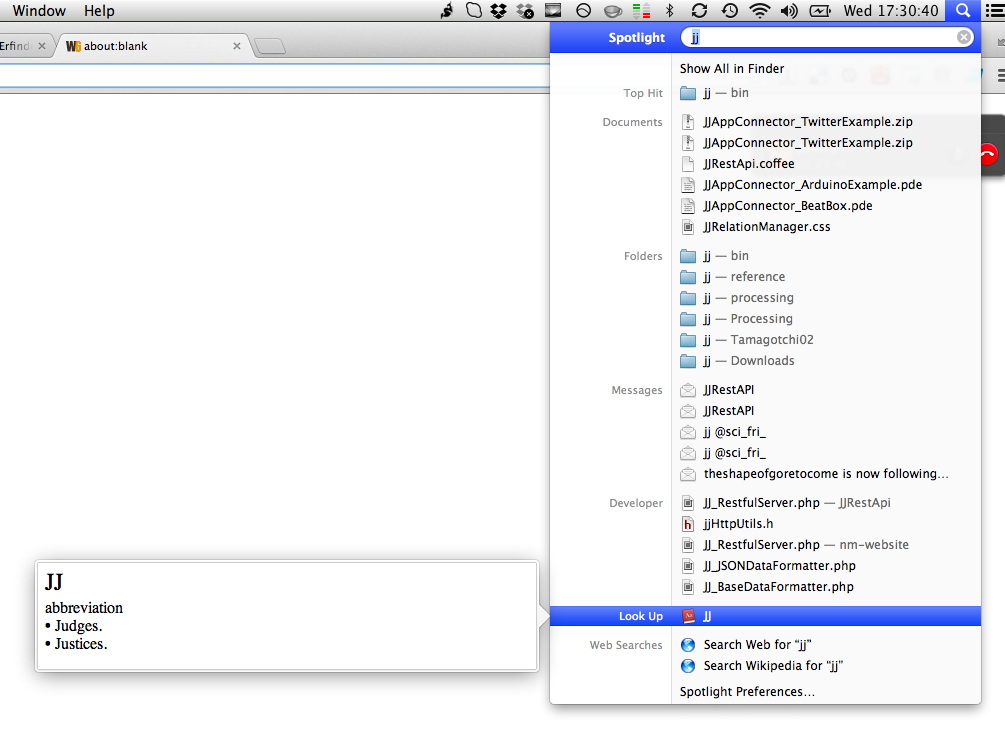 Window Help
Wed 17:30:40
Erfind
about:blank
Spotlight jj
Show All in Finder
Top Hit jj — bin
Documents JJAppConnector_TwitterExample.zip
JJAppConnector_TwitterExample.zip
JJRestApi.coffee
JJAppConnector_ArduinoExample.pde
JJAppConnector_BeatBox.pde
JJRelationManager.css
Folders jj — bin
jj — reference
jj — processing
jj — Processing
jj — Tamagotchi02
jj — Downloads
Messages JJRestAPI
JJRestAPI
jj @sci_fri_
jj @sci_fri_
theshapeofgoretocome is now following...
Developer JJ_RestfulServer.php — JJRestApi
jjHttpUtils.h
JJ_RestfulServer.php — nm-website
JJ_JSONDataFormatter.php
JJ_BaseDataFormatter.php
Look Up JJ
Web Searches Search Web for “jj”
Search Wikipedia for “jj”
Spotlight Preferences...
JJ
abbreviation
• Judges.
• Justices.